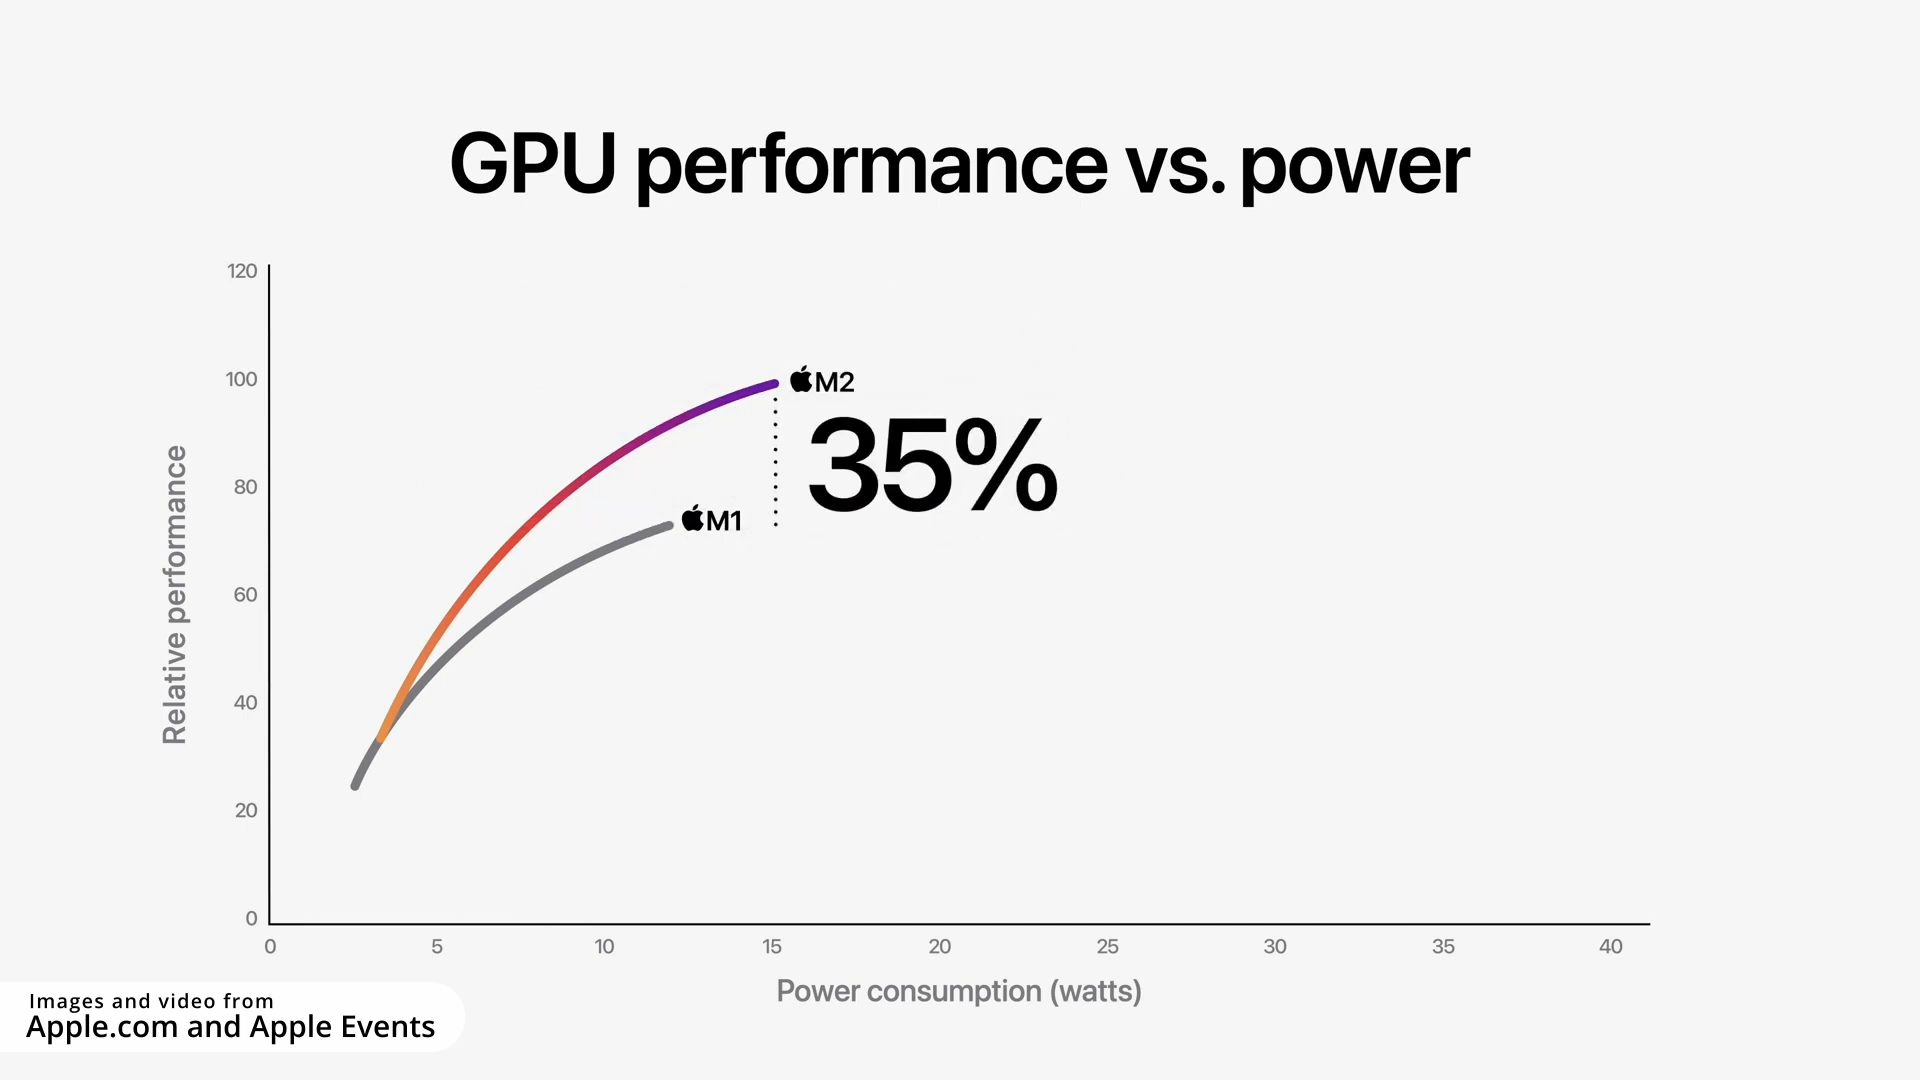 GPU performance vs. power
120
100
80
60
40
20
0
Relative performance
M2
35%
M1
0 5 10 15 20 25 30 35 40
Power consumption (watts)
Images and video from
Apple.com and Apple Events